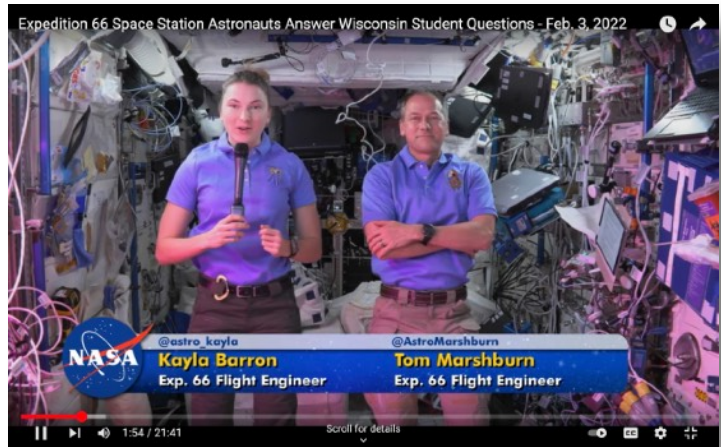 Expedition 66 Space Station Astronauts Answer Wisconsin Student Questions - Feb. 3, 2022
@astro_kayla
@AstroMarshburn
NASA
Kayla Barron
Tom Marshburn
Exp. 66 Flight Engineer
Exp. 66 Flight Engineer
1:54 / 21:41
Scroll for details
CC